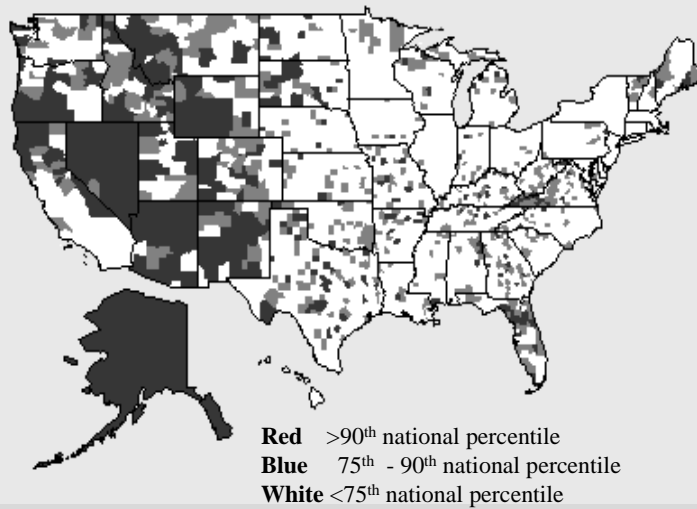 Red >90th national percentile
Blue 75th - 90th national percentile
White <75th national percentile